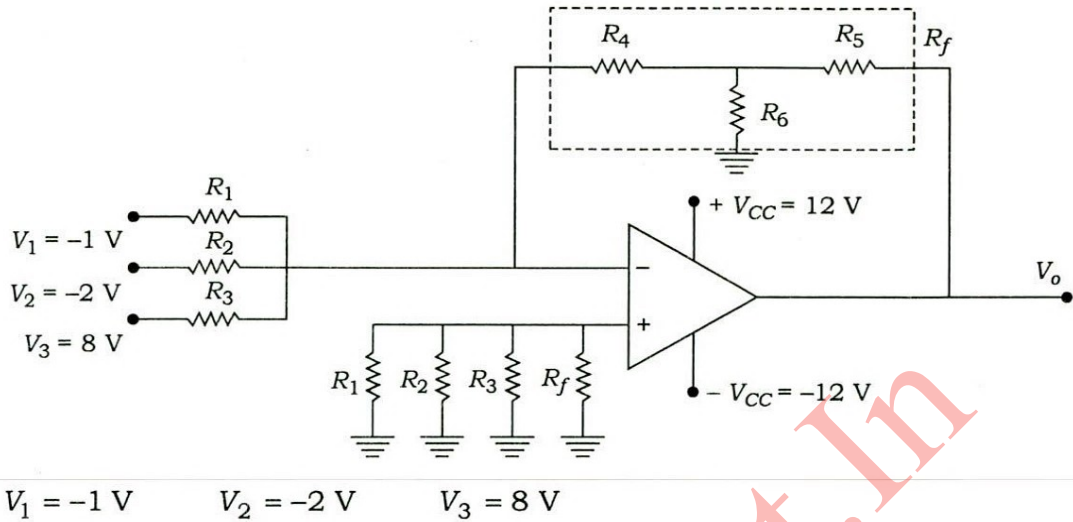 R4 R5 Rf
R6
R1
V1 = –1 V
R2
V2 = –2 V
R3
V3 = 8 V
+ VCC = 12 V
–
+
Vo
R1 R2 R3 Rf
– VCC = –12 V
V1 = –1 V V2 = –2 V V3 = 8 V
t.In